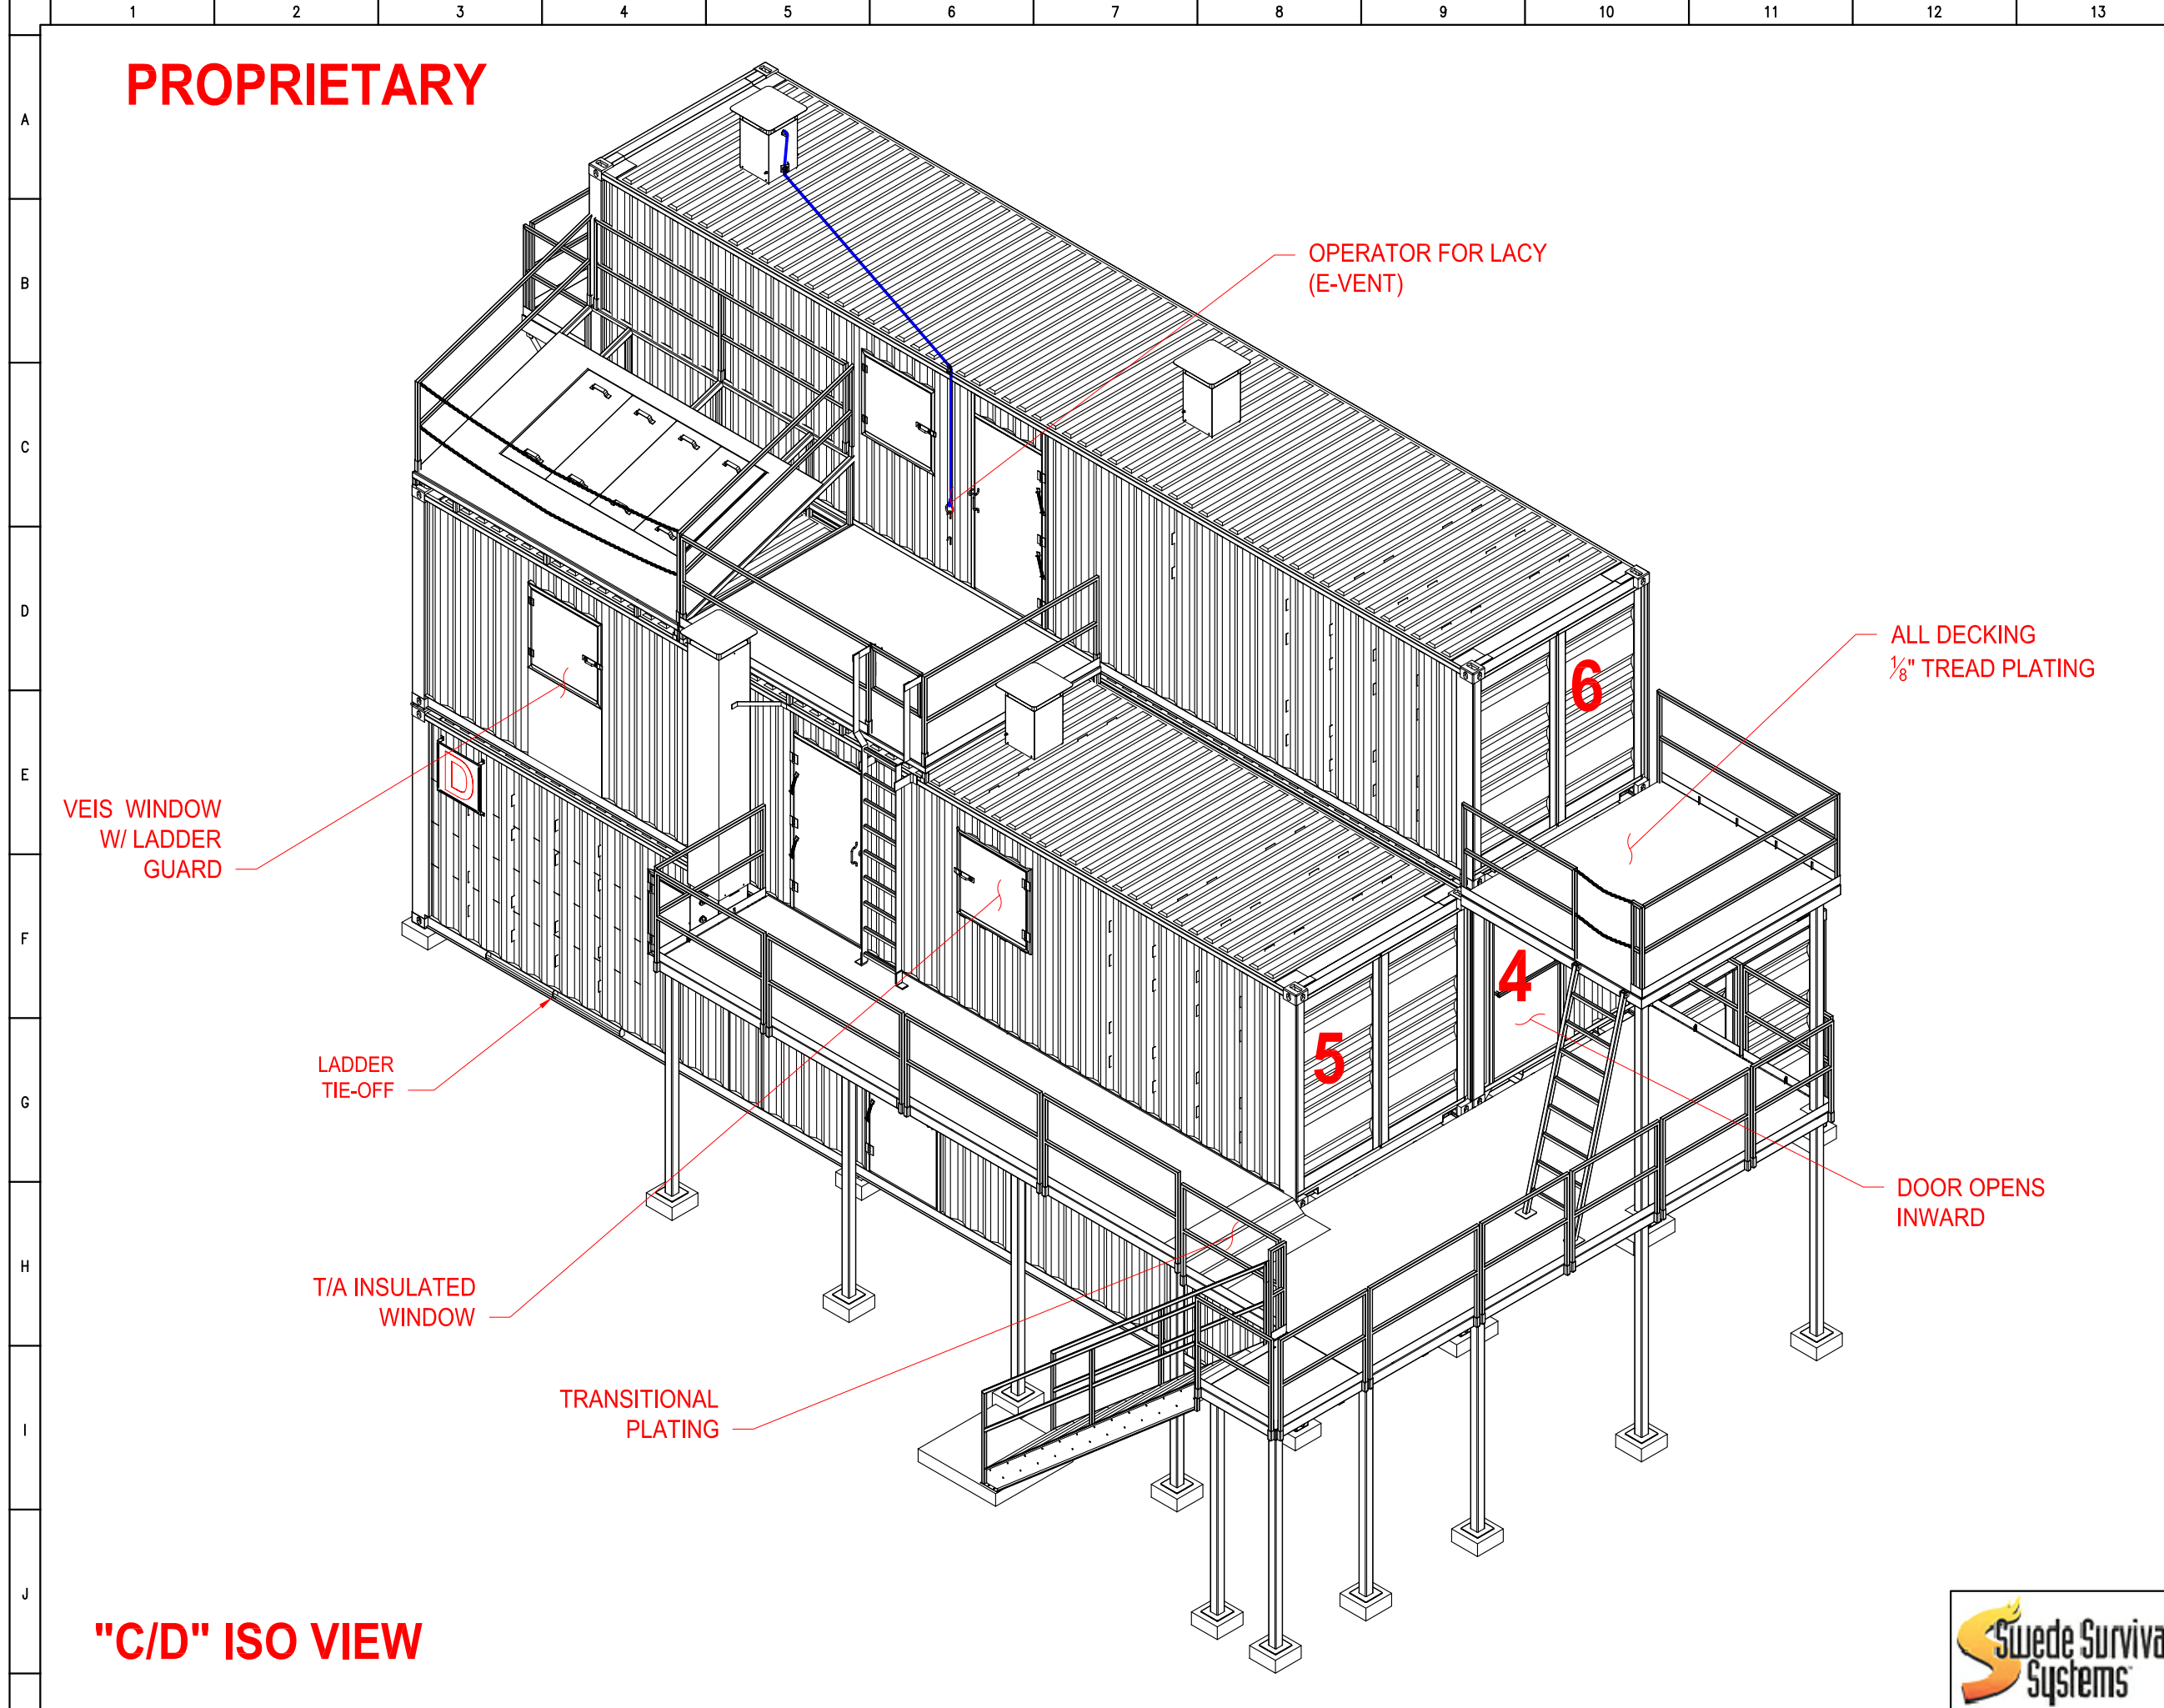 1 2 3 4 5 6 7 8 9 10 11 12 13
PROPRIETARY
A
B
C
D
E
F
G
H
I
J
OPERATOR FOR LACY
(E-VENT)
ALL DECKING
⅛" TREAD PLATING
6
VEIS WINDOW
W/ LADDER
GUARD
D
4
5
LADDER
TIE-OFF
DOOR OPENS
INWARD
T/A INSULATED
WINDOW
TRANSITIONAL
PLATING
"C/D" ISO VIEW
Swede Surviva
Systems